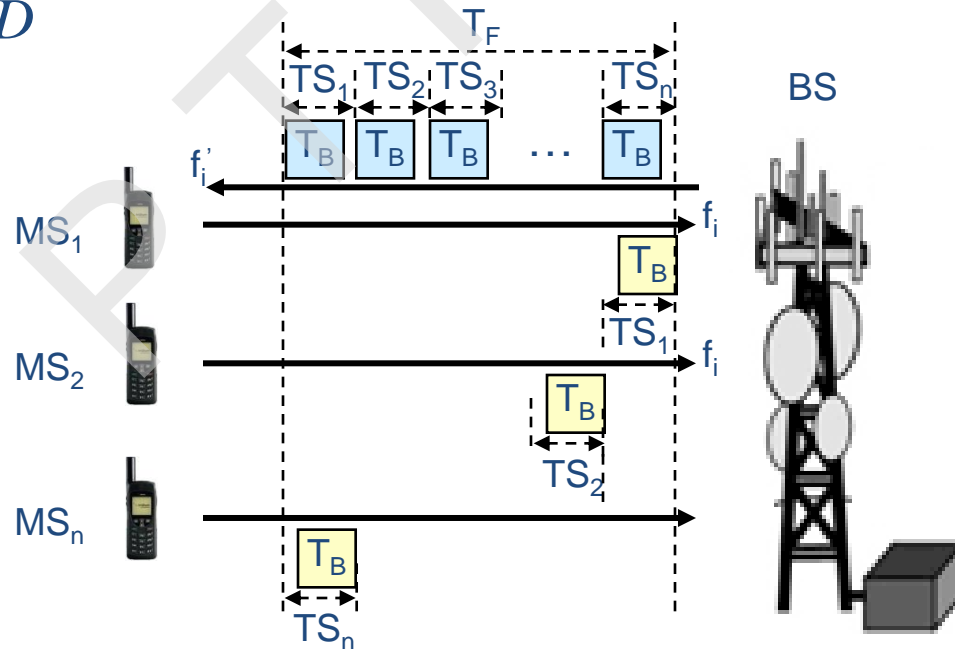 D
T_F
TS_1 TS_2 TS_3 TS_n
BS
T_B T_B T_B ... T_B
f_i'
MS_1
f_i
T_B
TS_1
MS_2
f_i
T_B
TS_2
MS_n
T_B
TS_n
P T I